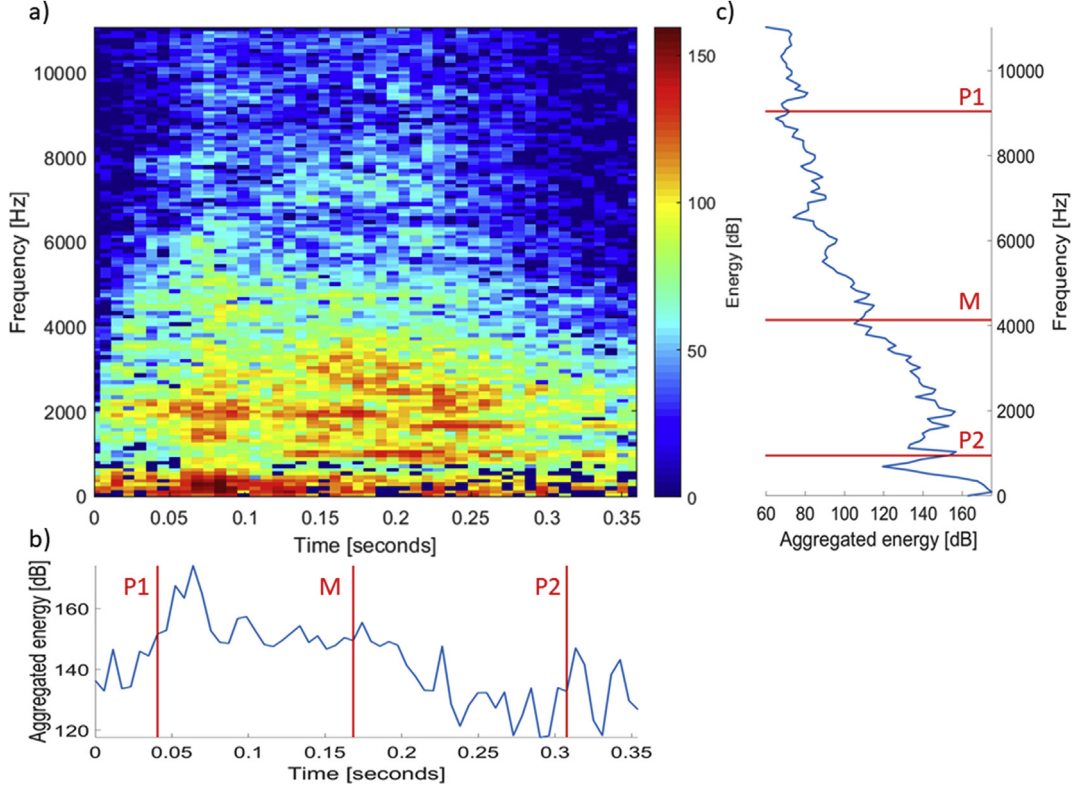 a)
10000
8000
6000
4000
2000
0
Frequency [Hz]
0 0.05 0.1 0.15 0.2 0.25 0.3 0.35
Time [seconds]
150
100
50
0
Energy [dB]
b)
160
140
120
Aggregated energy [dB]
P1 M P2
0 0.05 0.1 0.15 0.2 0.25 0.3 0.35
Time [seconds]
c)
P1
M
P2
10000
8000
6000
4000
2000
0
Frequency [Hz]
60 80 100 120 140 160
Aggregated energy [dB]